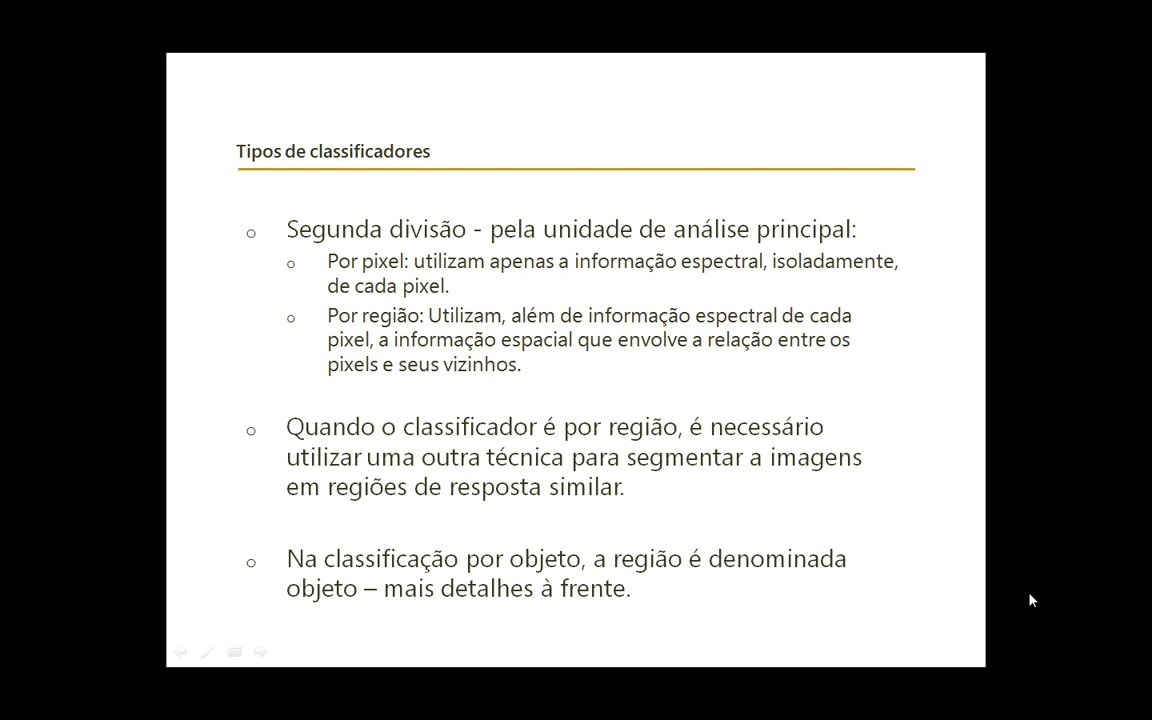 Tipos de classificadores
Segunda divisão - pela unidade de análise principal:
Por pixel: utilizam apenas a informação espectral, isoladamente,
de cada pixel.
Por região: Utilizam, além de informação espectral de cada
pixel, a informação espacial que envolve a relação entre os
pixels e seus vizinhos.
Quando o classificador é por região, é necessário
utilizar uma outra técnica para segmentar a imagens
em regiões de resposta similar.
Na classificação por objeto, a região é denominada
objeto – mais detalhes à frente.